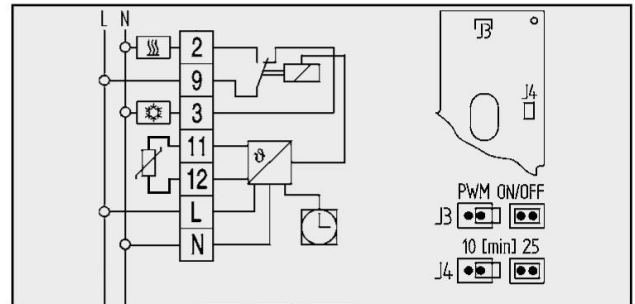 L N
2
9
3
11
12
L
N
ϑ
J3
J4
PWM ON/OFF
J3
10 [min] 25
J4